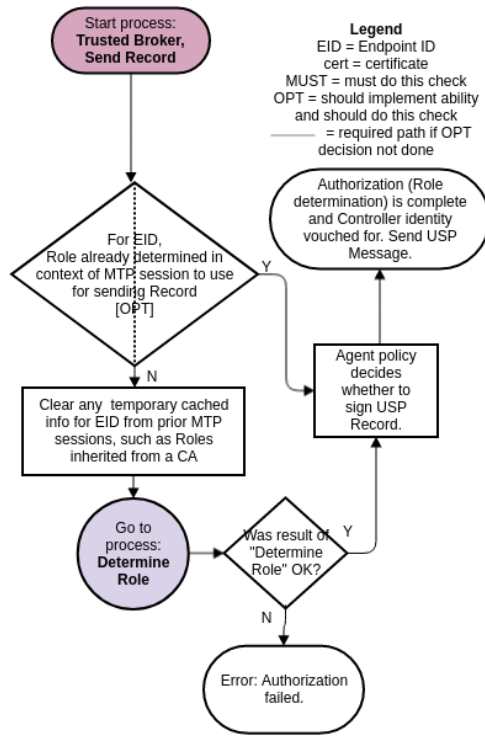 Start process:
Trusted Broker,
Send Record
Legend
EID = Endpoint ID
cert = certificate
MUST = must do this check
OPT = should implement ability
and should do this check
= required path if OPT
decision not done
Authorization (Role
determination) is complete
and Controller identity
vouched for. Send USP
Message.
For EID,
Role already determined in
context of MTP session to use
for sending Record
[OPT]
Y
N
Agent policy
decides
whether to
sign USP
Record.
Clear any temporary cached
info for EID from prior MTP
sessions, such as Roles
inherited from a CA
Go to
process:
Determine
Role
Was result of
"Determine
Role" OK?
Y
N
Error: Authorization
failed.